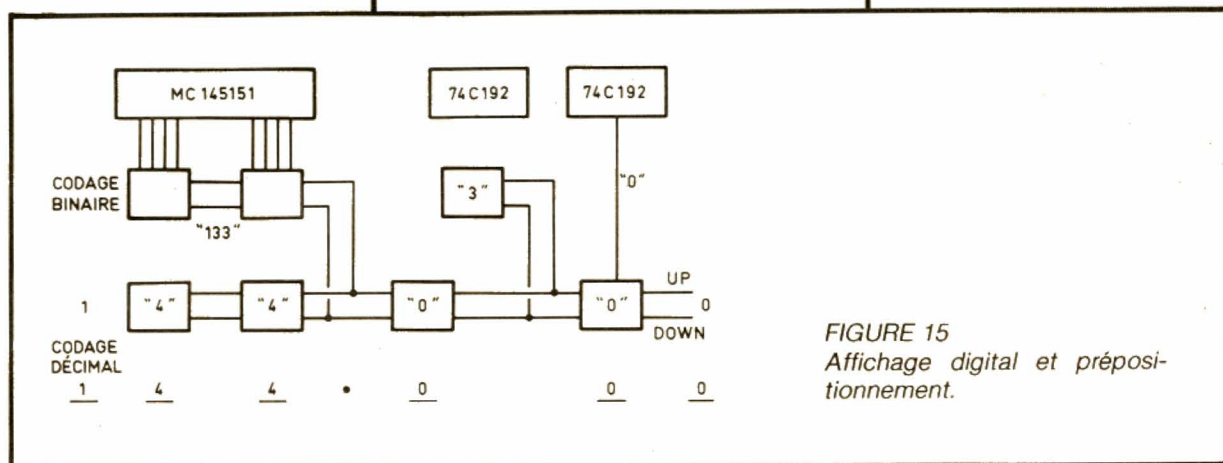 MC 145151
74C192
74C192
CODAGE
BINAIRE
"133"
"3"
"0"
1
"4"
"4"
"0"
"0"
UP
0
DOWN
CODAGE
DÉCIMAL
1 4 4 • 0 0 0
FIGURE 15
Affichage digital et préposi-
tionnement.